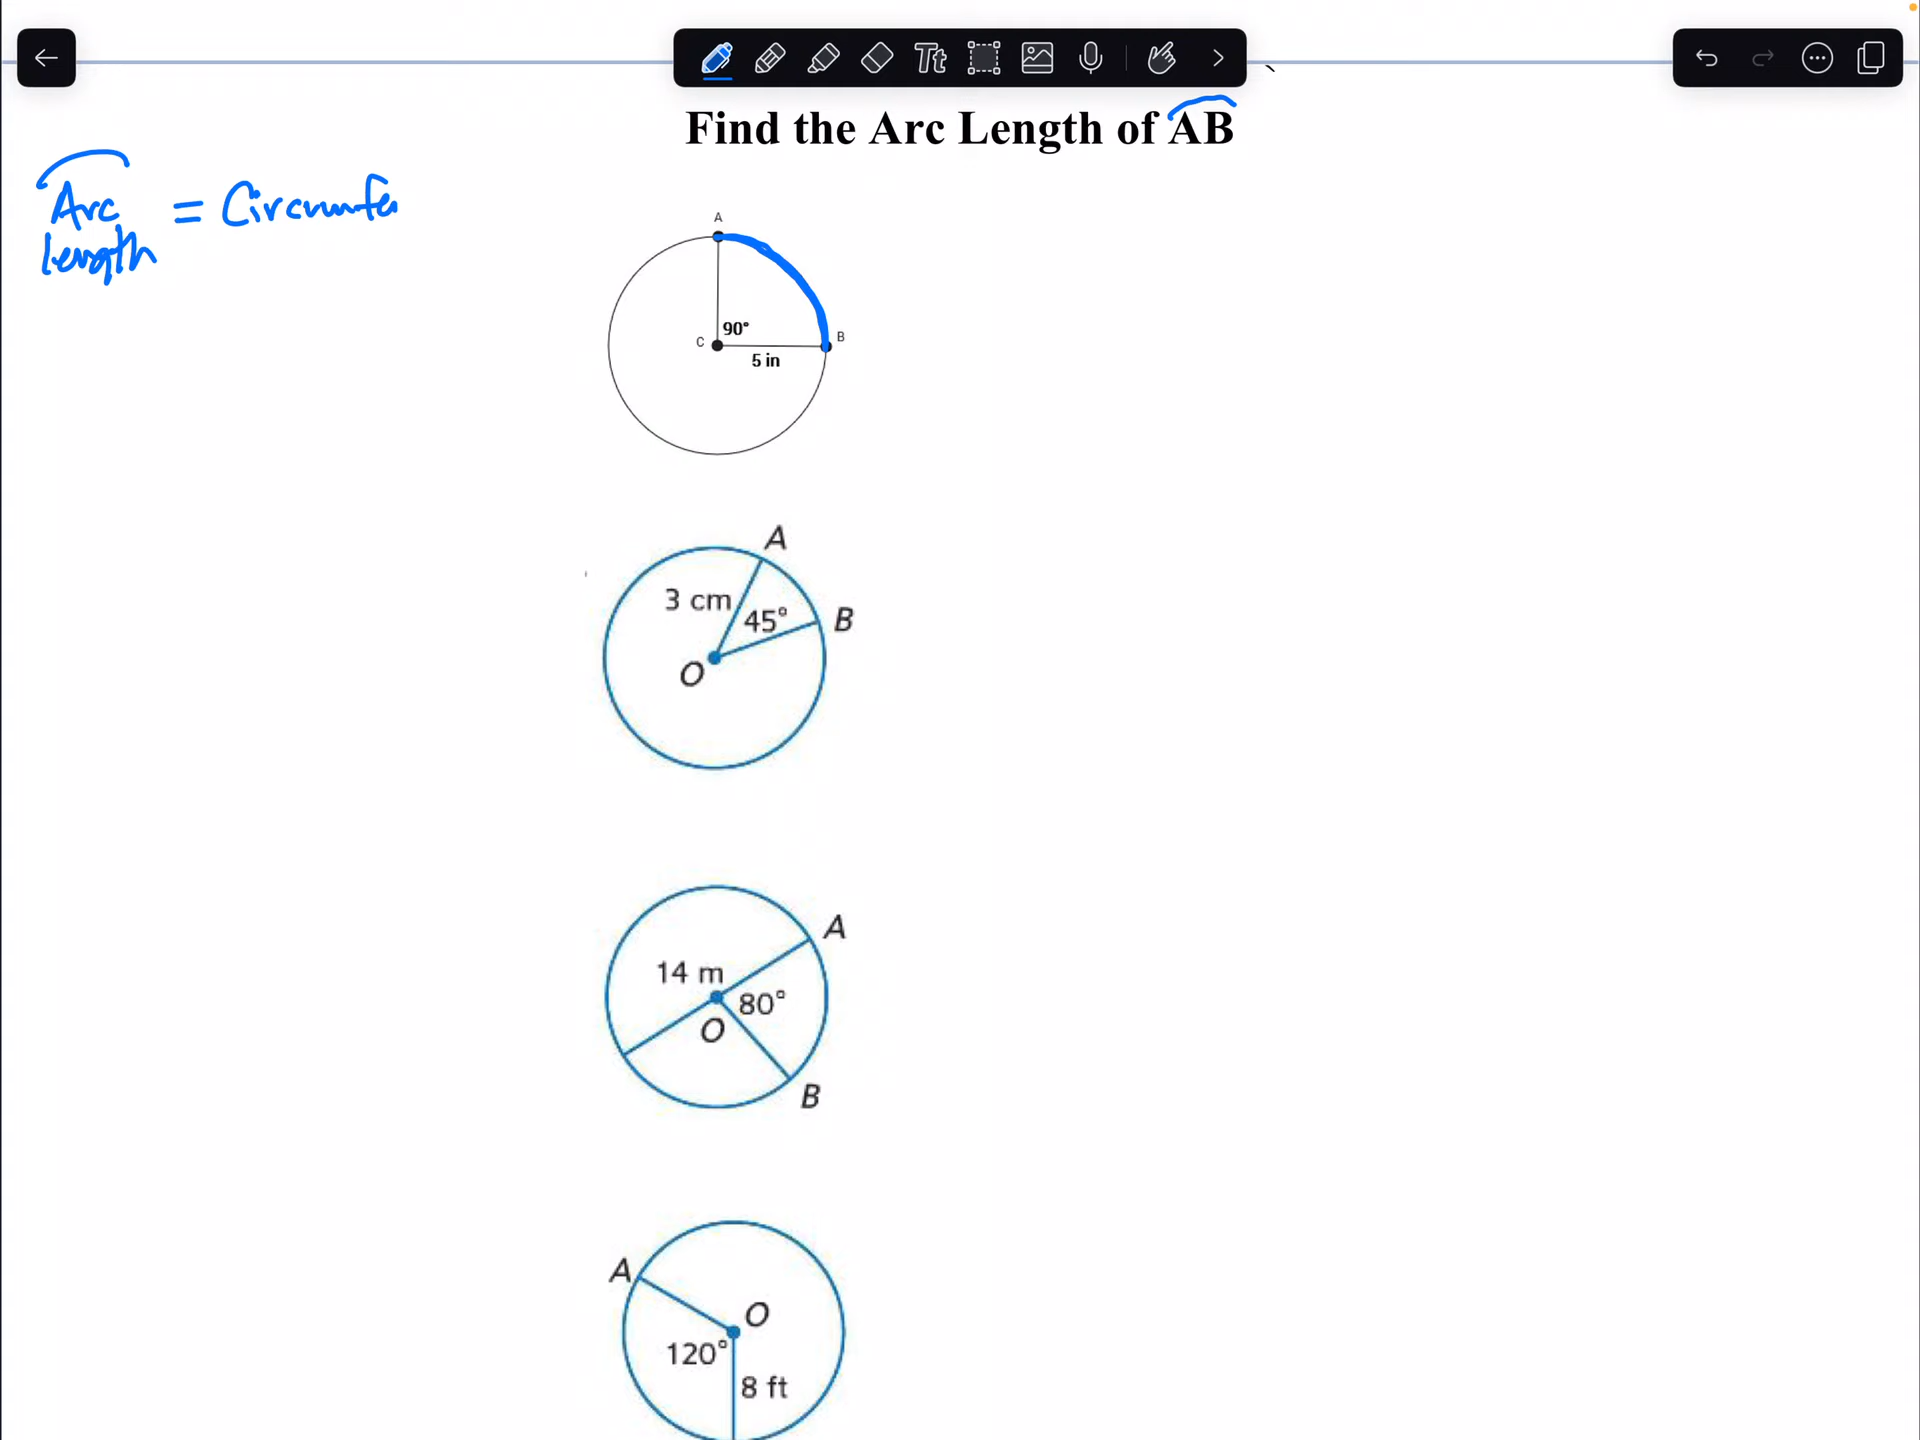 Tt
Find the Arc Length of AB
Arc
length
= Circumfe
A
90°
C
B
5 in
A
3 cm
45°
B
O
A
14 m
80°
O
B
A
O
120°
8 ft